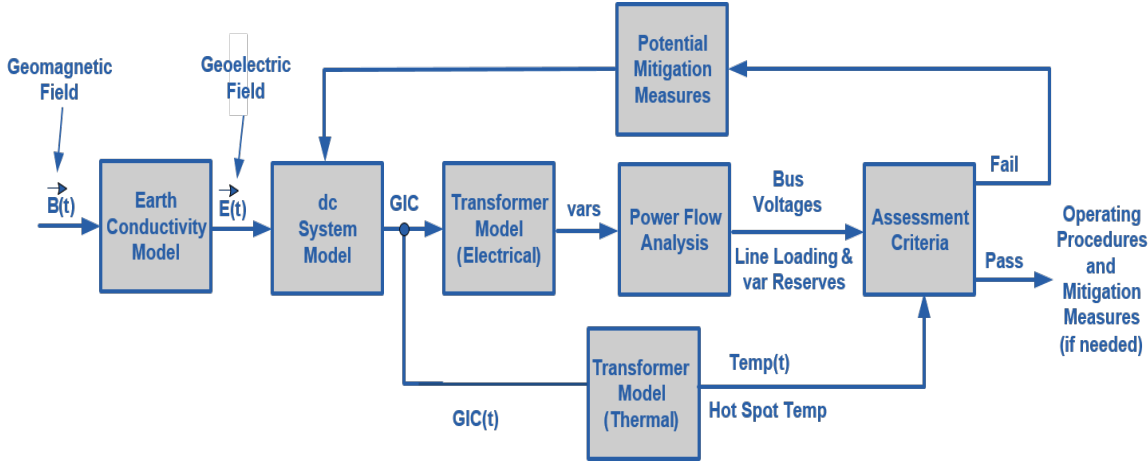 Geomagnetic
Field
Geoelectric
Field
B(t)
Earth
Conductivity
Model
E(t)
dc
System
Model
GIC
Transformer
Model
(Electrical)
vars
Power Flow
Analysis
Bus
Voltages
Line Loading &
var Reserves
Assessment
Criteria
Fail
Pass
Potential
Mitigation
Measures
Operating
Procedures
and
Mitigation
Measures
(if needed)
GIC(t)
Transformer
Model
(Thermal)
Temp(t)
Hot Spot Temp